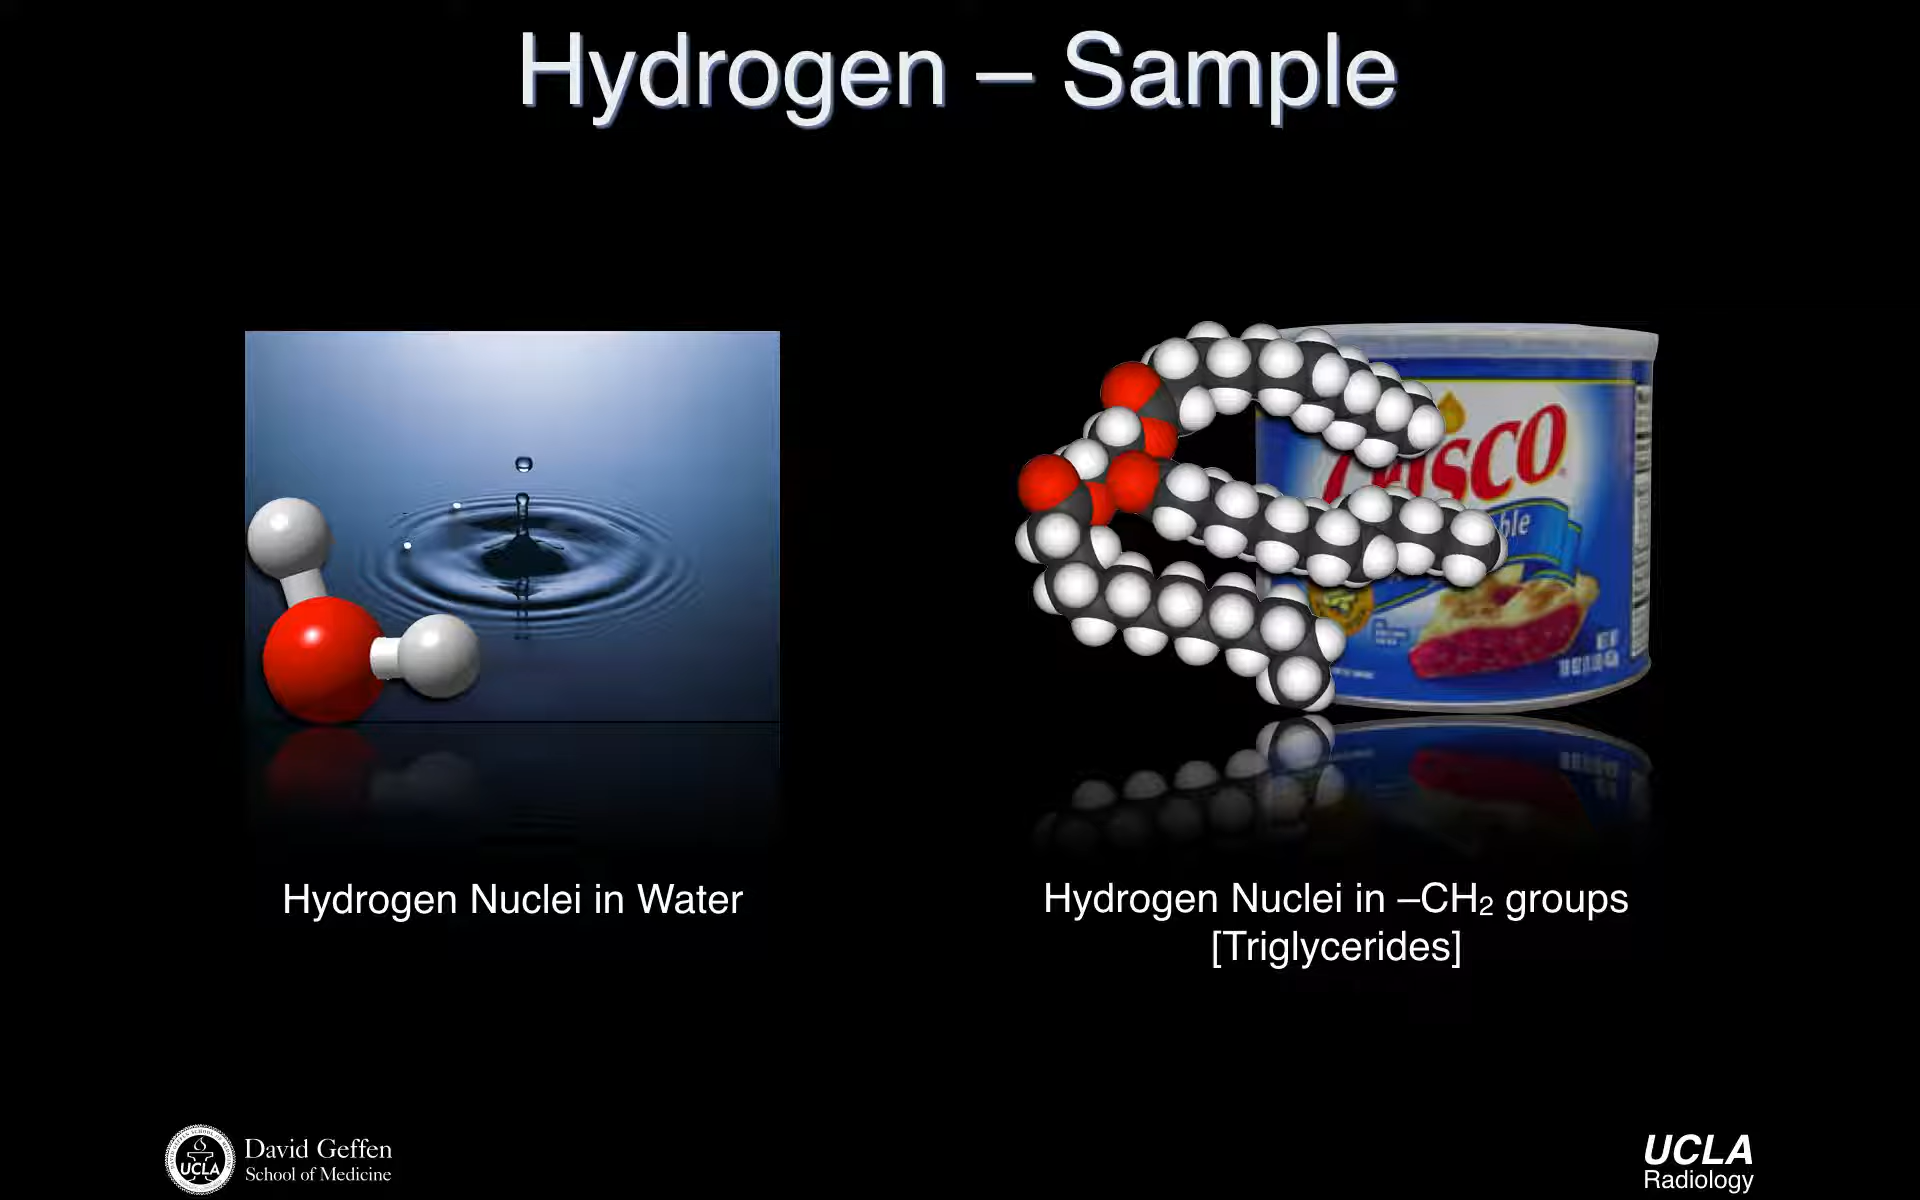 Hydrogen – Sample
Hydrogen Nuclei in Water
Hydrogen Nuclei in –CH₂ groups
[Triglycerides]
UCLA
David Geffen
School of Medicine
UCLA
Radiology